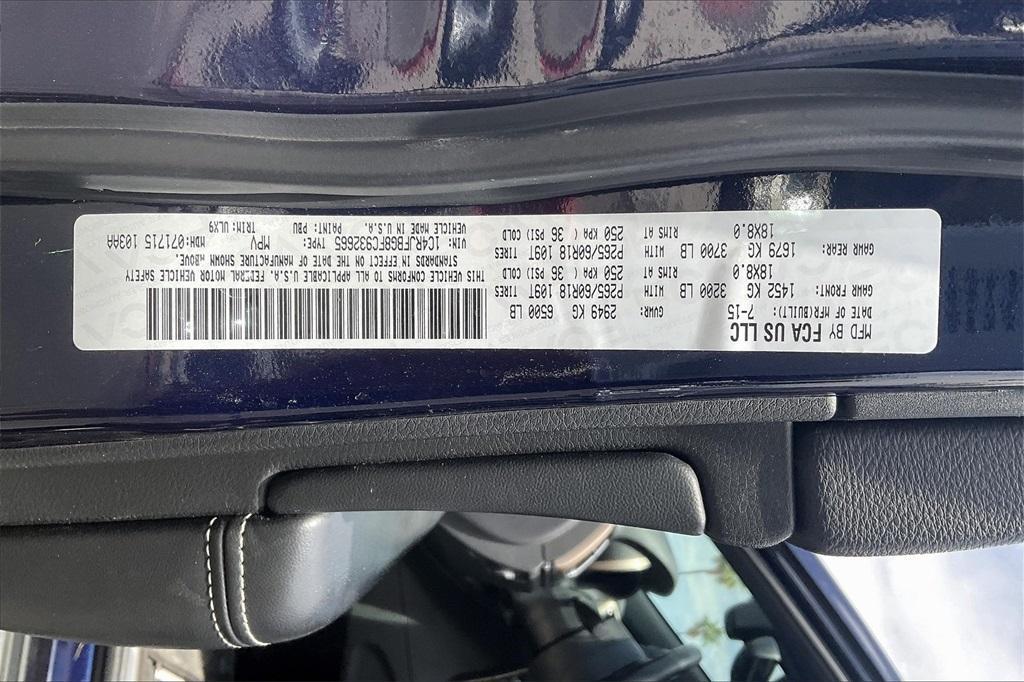 MFD BY FCA US LLC
DATE OF MFR(BUILT): 7-15 GVWR: 2949 KG 6500 LB
GAWR FRONT: 1452 KG 3200 LB WITH P265/60R18 109T TIRES
18X8.0 RIMS AT 250 KPA( 36 PSI) COLD
GAWR REAR: 1679 KG 3700 LB WITH P265/60R18 109T TIRES
18X8.0 RIMS AT 250 KPA( 36 PSI) COLD
THIS VEHICLE CONFORMS TO ALL APPLICABLE U.S.A. FEDERAL MOTOR VEHICLE SAFETY
STANDARDS IN EFFECT ON THE DATE OF MANUFACTURE SHOWN ABOVE.
VIN: 1C4RJFBG8FC932665 TYPE: MPV MDH:071715 103AA
VEHICLE MADE IN U.S.A. PAINT: PBU TRIM:ULX9